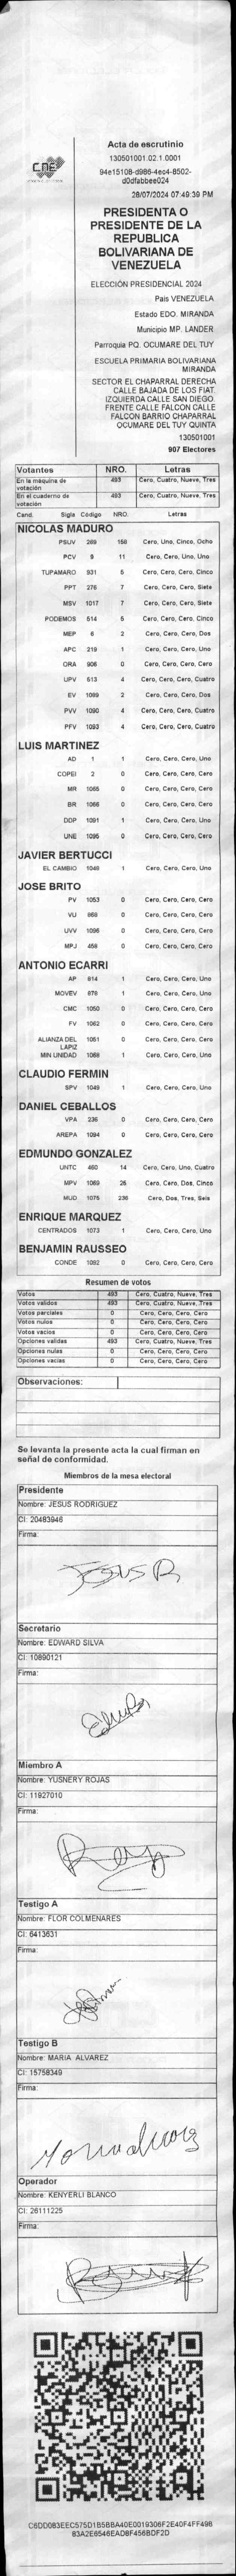 CNE
Acta de escrutinio
130501001.02.1.0001
94e15108-d986-4ec4-8502-
d0dfabbee024
28/07/2024 07:49:39 PM
PRESIDENTA O
PRESIDENTE DE LA
REPUBLICA
BOLIVARIANA DE
VENEZUELA
ELECCIÓN PRESIDENCIAL 2024
Pais VENEZUELA
Estado EDO. MIRANDA
Municipio MP. LANDER
Parroquia PQ. OCUMARE DEL TUY
ESCUELA PRIMARIA BOLIVARIANA
MIRANDA
SECTOR EL CHAPARRAL DERECHA
CALLE BAJADA DE LOS FIAT.
IZQUIERDA CALLE SAN DIEGO.
FRENTE CALLE FALCON CALLE
FALCON BARRIO CHAPARRAL
OCUMARE DEL TUY QUINTA
130501001
907 Electores
Votantes NRO. Letras
En la máquina de votación 493 Cero, Cuatro, Nueve, Tres
En el cuaderno de votación 493 Cero, Cuatro, Nueve, Tres
Cand. Sigla Código NRO. Letras
NICOLAS MADURO
PSUV 269 158 Cero, Uno, Cinco, Ocho
PCV 9 11 Cero, Cero, Uno, Uno
TUPAMARO 931 5 Cero, Cero, Cero, Cinco
PPT 276 7 Cero, Cero, Cero, Siete
MSV 1017 7 Cero, Cero, Cero, Siete
PODEMOS 514 5 Cero, Cero, Cero, Cinco
MEP 6 2 Cero, Cero, Cero, Dos
APC 219 1 Cero, Cero, Cero, Uno
ORA 906 0 Cero, Cero, Cero, Cero
UPV 513 4 Cero, Cero, Cero, Cuatro
EV 1089 2 Cero, Cero, Cero, Dos
PVV 1090 4 Cero, Cero, Cero, Cuatro
PFV 1093 4 Cero, Cero, Cero, Cuatro
LUIS MARTINEZ
AD 1 1 Cero, Cero, Cero, Uno
COPEI 2 0 Cero, Cero, Cero, Cero
MR 1065 0 Cero, Cero, Cero, Cero
BR 1066 0 Cero, Cero, Cero, Cero
DDP 1091 1 Cero, Cero, Cero, Uno
UNE 1095 0 Cero, Cero, Cero, Cero
JAVIER BERTUCCI
EL CAMBIO 1048 1 Cero, Cero, Cero, Uno
JOSE BRITO
PV 1053 0 Cero, Cero, Cero, Cero
VU 868 0 Cero, Cero, Cero, Cero
UVV 1096 0 Cero, Cero, Cero, Cero
MPJ 458 0 Cero, Cero, Cero, Cero
ANTONIO ECARRI
AP 814 1 Cero, Cero, Cero, Uno
MOVEV 978 1 Cero, Cero, Cero, Uno
CMC 1050 0 Cero, Cero, Cero, Cero
FV 1062 0 Cero, Cero, Cero, Cero
ALIANZA DEL LAPIZ 1051 0 Cero, Cero, Cero, Cero
MIN UNIDAD 1088 1 Cero, Cero, Cero, Uno
CLAUDIO FERMIN
SPV 1049 1 Cero, Cero, Cero, Uno
DANIEL CEBALLOS
VPA 236 0 Cero, Cero, Cero, Cero
AREPA 1094 0 Cero, Cero, Cero, Cero
EDMUNDO GONZALEZ
UNTC 460 14 Cero, Cero, Uno, Cuatro
MPV 1069 25 Cero, Cero, Dos, Cinco
MUD 1075 236 Cero, Dos, Tres, Seis
ENRIQUE MARQUEZ
CENTRADOS 1073 1 Cero, Cero, Cero, Uno
BENJAMIN RAUSSEO
CONDE 1092 0 Cero, Cero, Cero, Cero
Resumen de votos
Votos 493 Cero, Cuatro, Nueve, Tres
Votos validos 493 Cero, Cuatro, Nueve, Tres
Votos parciales 0 Cero, Cero, Cero, Cero
Votos nulos 0 Cero, Cero, Cero, Cero
Votos vacios 0 Cero, Cero, Cero, Cero
Opciones validas 493 Cero, Cuatro, Nueve, Tres
Opciones nulas 0 Cero, Cero, Cero, Cero
Opciones vacias 0 Cero, Cero, Cero, Cero
Observaciones:
Se levanta la presente acta la cual firman en
señal de conformidad.
Miembros de la mesa electoral
Presidente
Nombre: JESUS RODRIGUEZ
CI: 20483946
Firma:
JESUS R
Secretario
Nombre: EDWARD SILVA
CI: 10890121
Firma:
Miembro A
Nombre: YUSNERY ROJAS
CI: 11927010
Firma:
Testigo A
Nombre: FLOR COLMENARES
CI: 6413631
Firma:
Testigo B
Nombre: MARIA ALVAREZ
CI: 15758349
Firma:
Operador
Nombre: KENYERLI BLANCO
CI: 26111225
Firma:
C6DD083EEC575D1B5BBA40E0019306F2E40F4FF498
83A2E6546EAD8F456BDF2D